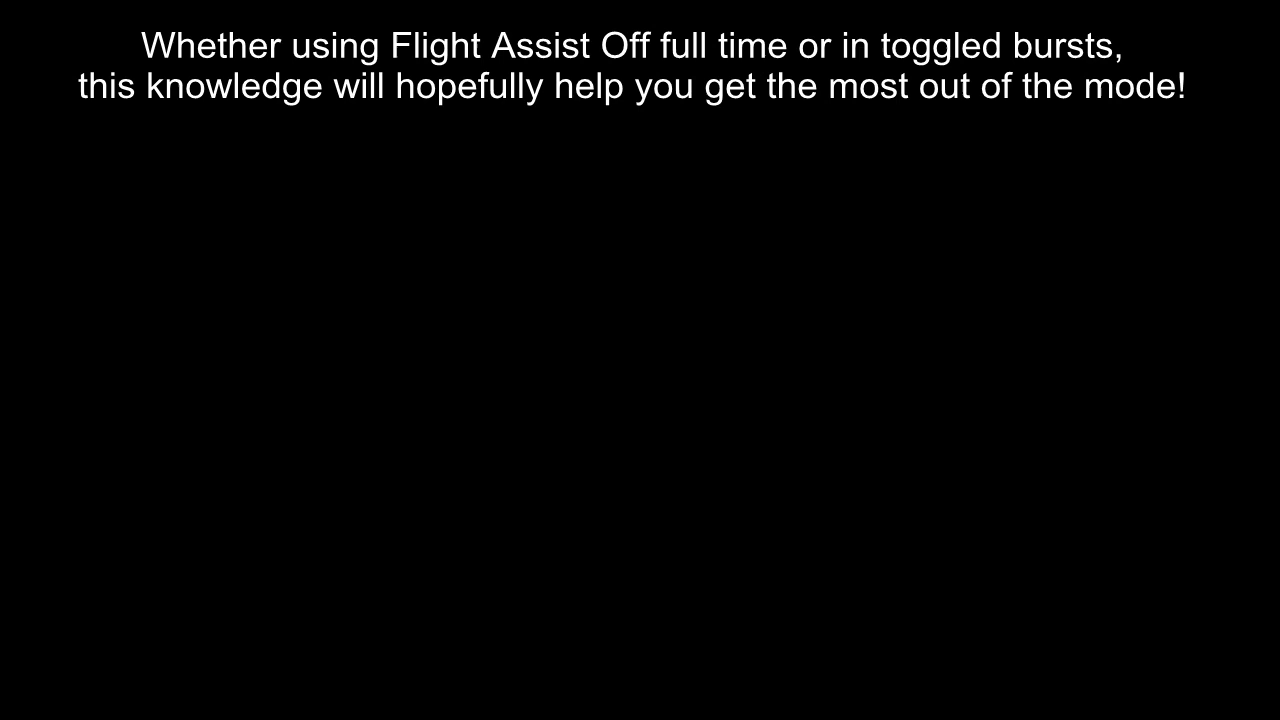 Whether using Flight Assist Off full time or in toggled bursts,
this knowledge will hopefully help you get the most out of the mode!